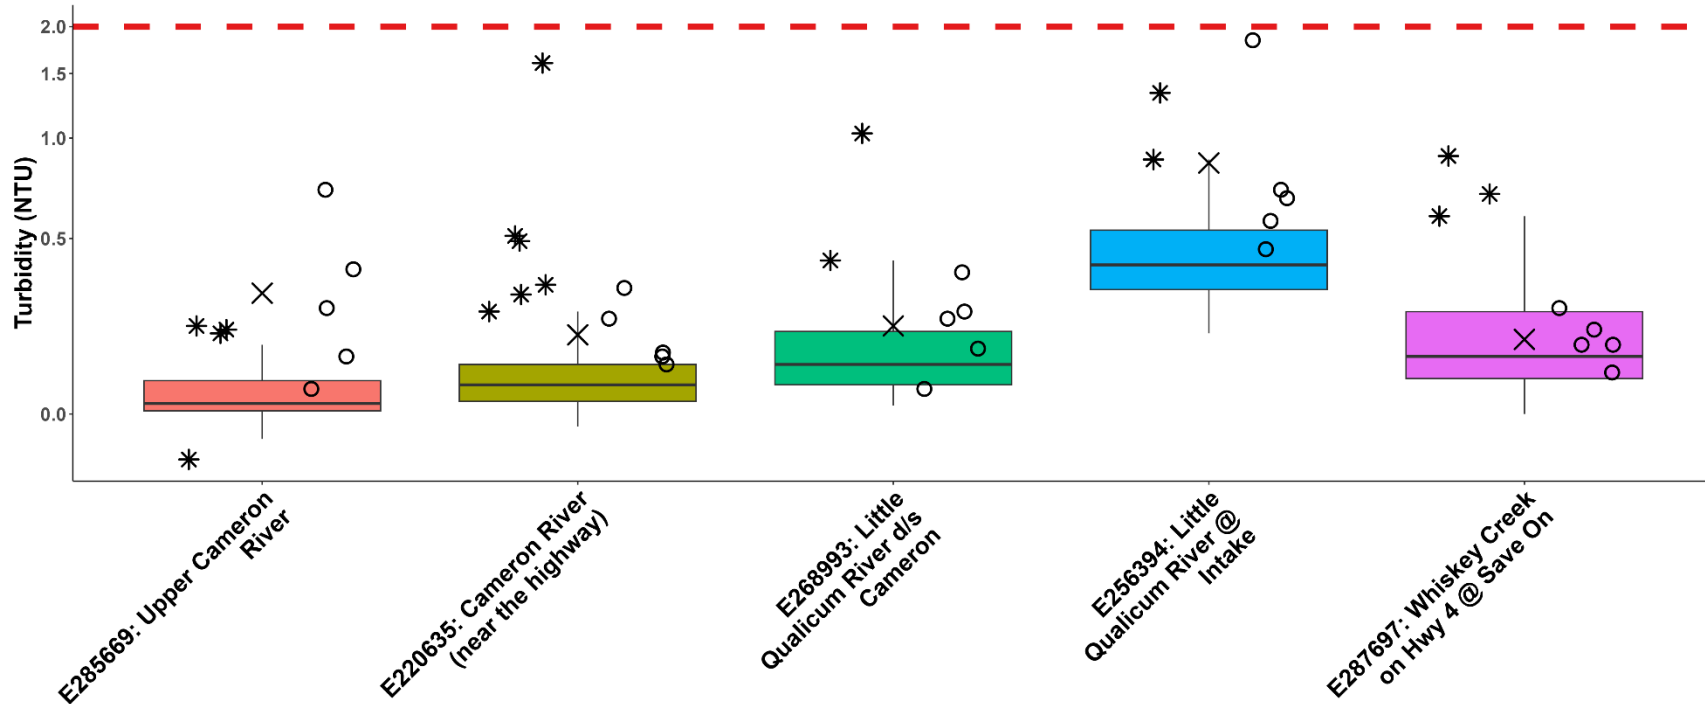 Turbidity (NTU)
2.0
1.5
1.0
0.5
0.0
E285669: Upper Cameron
River
E220635: Cameron River
(near the highway)
E268993: Little
Qualicum River d/s
Cameron
E256394: Little
Qualicum River @
Intake
E287697: Whiskey Creek
on Hwy 4 @ Save On